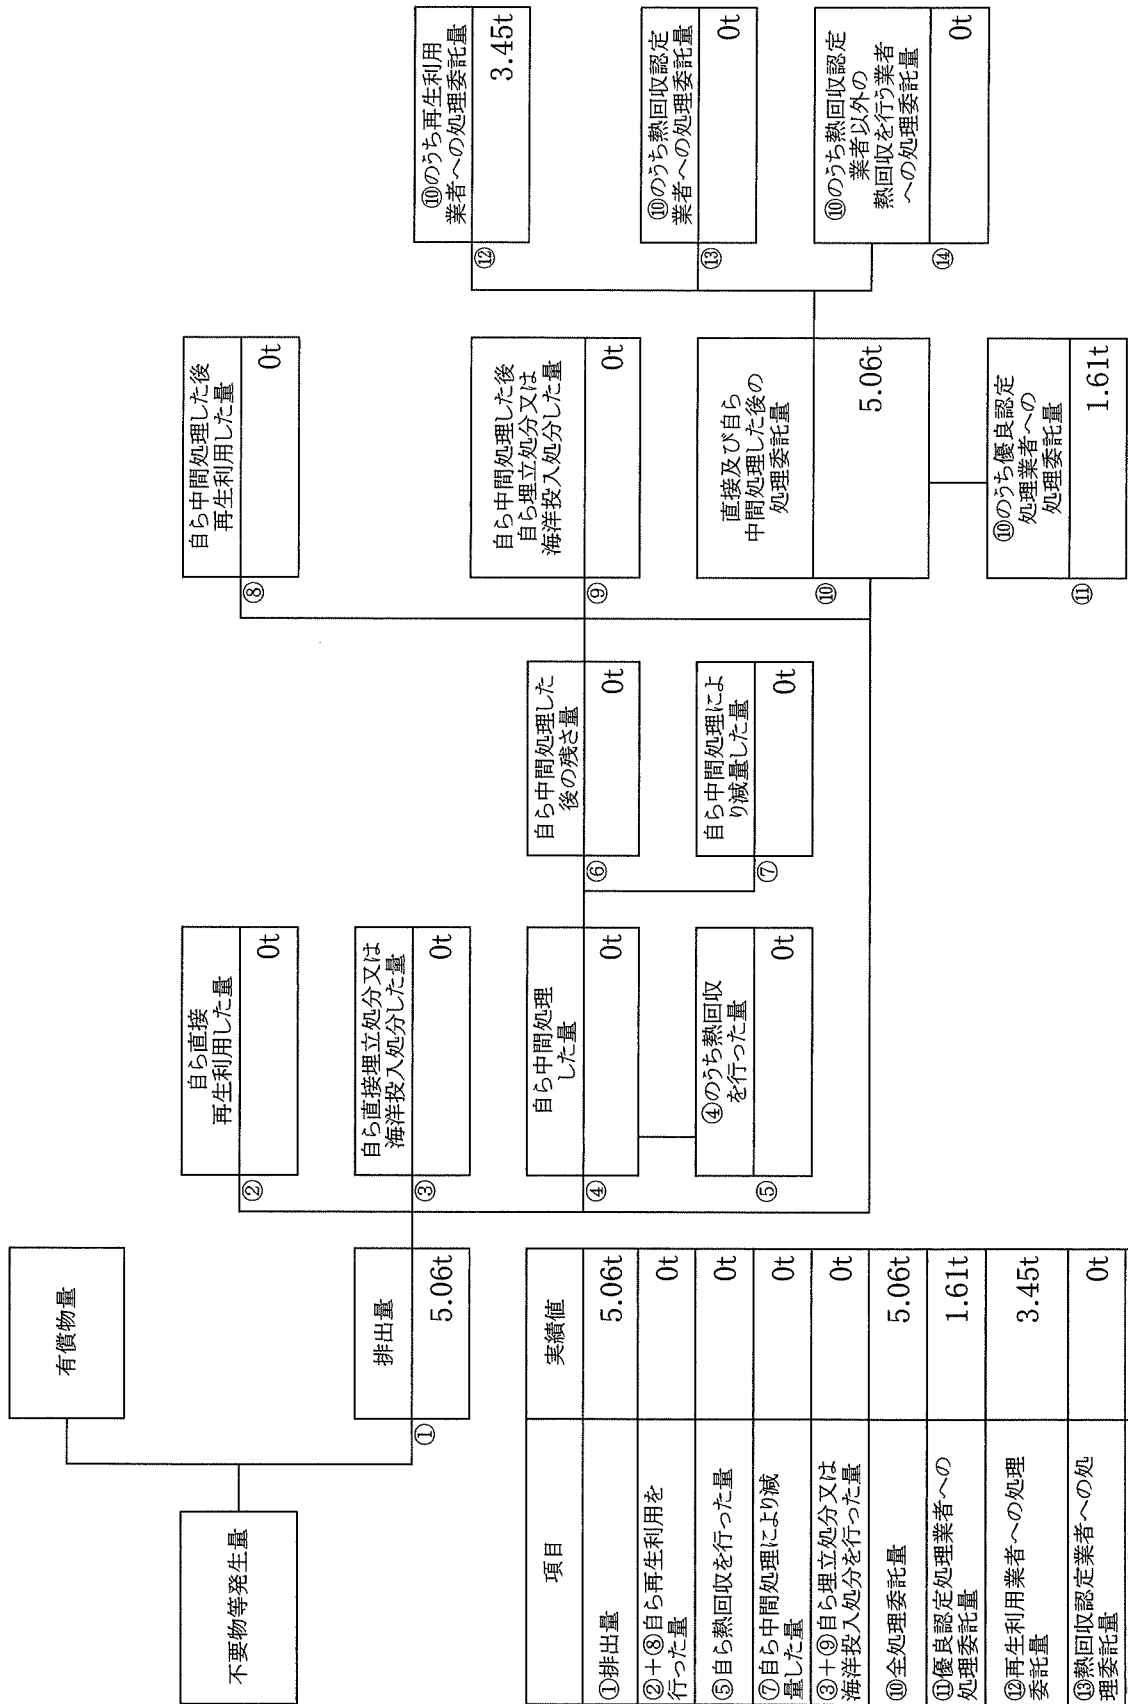 有償物量
不要物等発生量
排出量
①
5.06t
自ら直接
再生利用した量
②
0t
自ら直接埋立処分又は
海洋投入処分した量
③
0t
自ら中間処理
した量
④
0t
④のうち熱回収
を行った量
⑤
0t
自ら中間処理した
後の残さ量
⑥
0t
自ら中間処理によ
り減量した量
⑦
0t
自ら中間処理した後
再生利用した量
⑧
0t
自ら中間処理した後
自ら埋立処分又は
海洋投入処分した量
⑨
0t
直接及び自ら
中間処理した後の
処理委託量
⑩
5.06t
⑩のうち優良認定
処理業者への
処理委託量
⑪
1.61t
⑩のうち再生利用
業者への処理委託量
⑫
3.45t
⑩のうち熱回収認定
業者への処理委託量
⑬
0t
⑩のうち熱回収認定
業者以外の
熱回収を行う業者
への処理委託量
⑭
0t
項目 実績値
①排出量 5.06t
②+⑧自ら再生利用を
行った量 0t
⑤自ら熱回収を行った量 0t
⑦自ら中間処理により減
量した量 0t
③+⑨自ら埋立処分又は
海洋投入処分を行った量 0t
⑩全処理委託量 5.06t
⑪優良認定処理業者への
処理委託量 1.61t
⑫再生利用業者への処理
委託量 3.45t
⑬熱回収認定業者への処
理委託量 0t